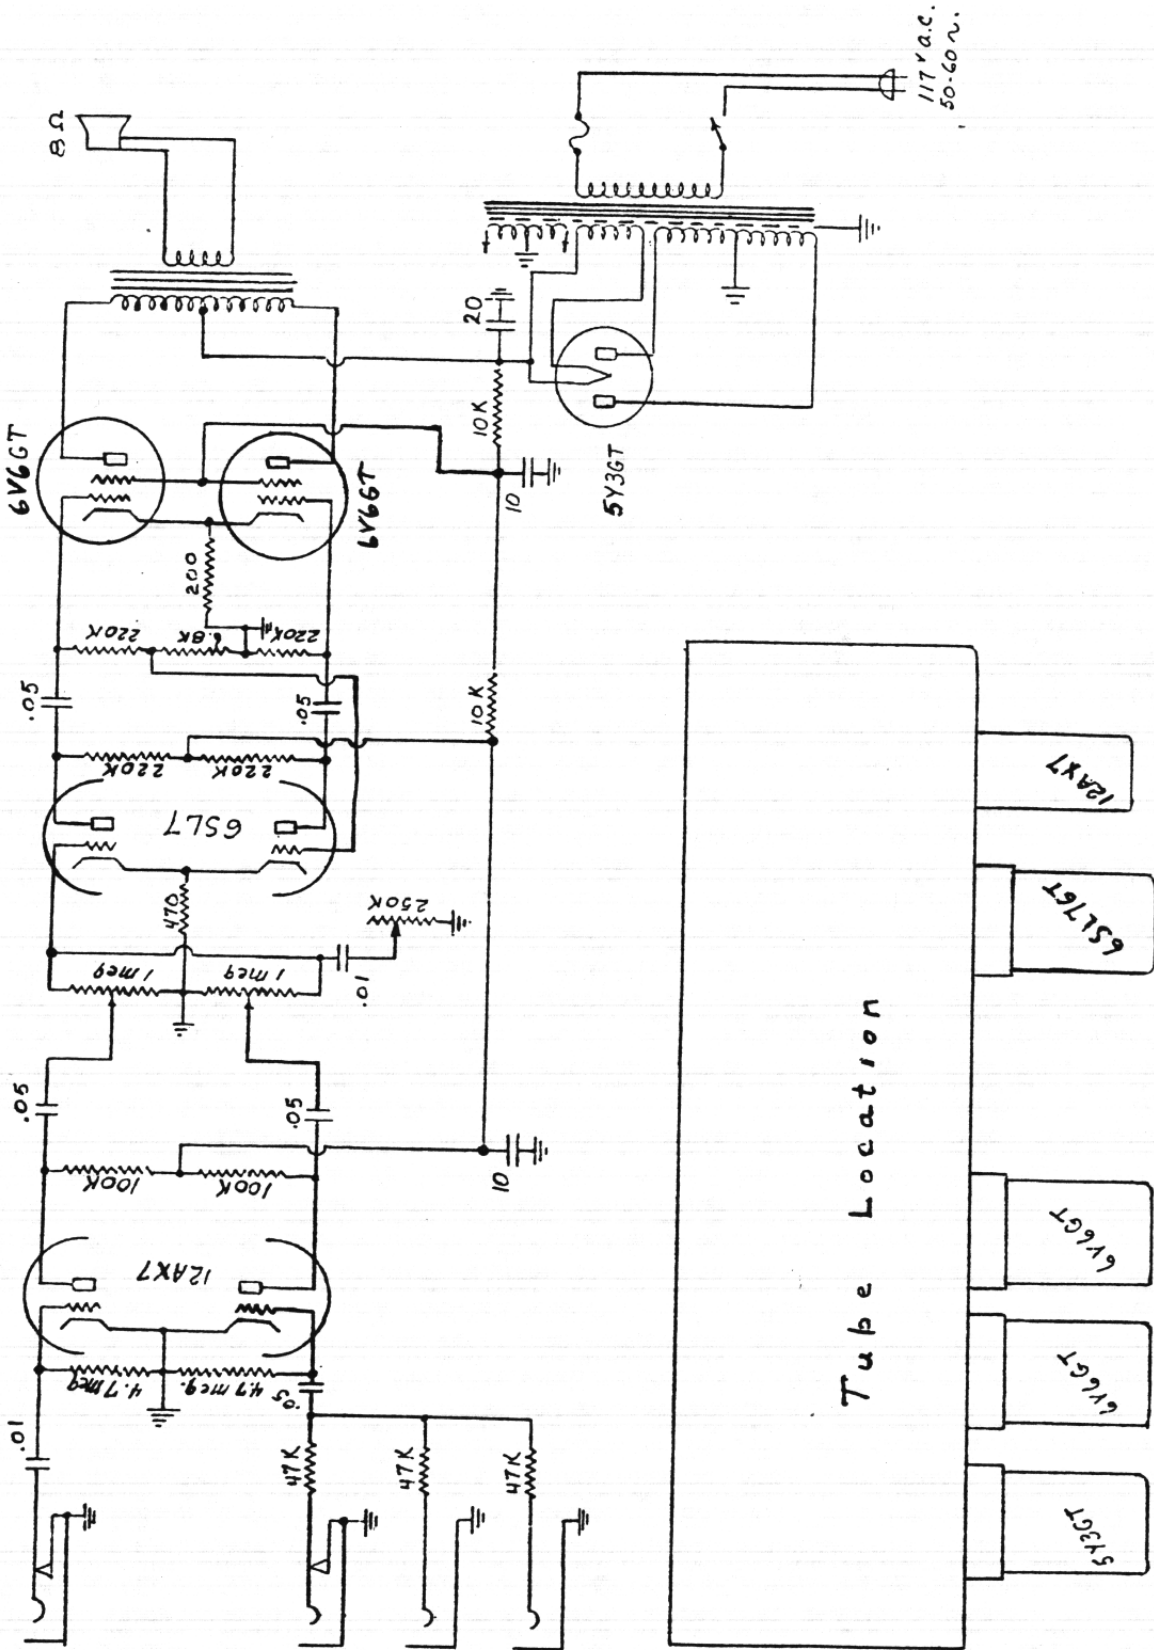 8Ω
117 v a.c.
50-60 ~.
6V6GT
6V6GT
20
10K
10
5Y3GT
200
220K
6.8K
220K
.05
.05
10K
220K
220K
6SL7
470
250K
.01
1 meg
1 meg
.05
.05
100K
100K
10
12AX7
4.7 meg
4.7 meg.
.05
.01
47K
47K
47K
Tube Location
12AX7
6SL7GT
6V6GT
6V6GT
5Y3GT